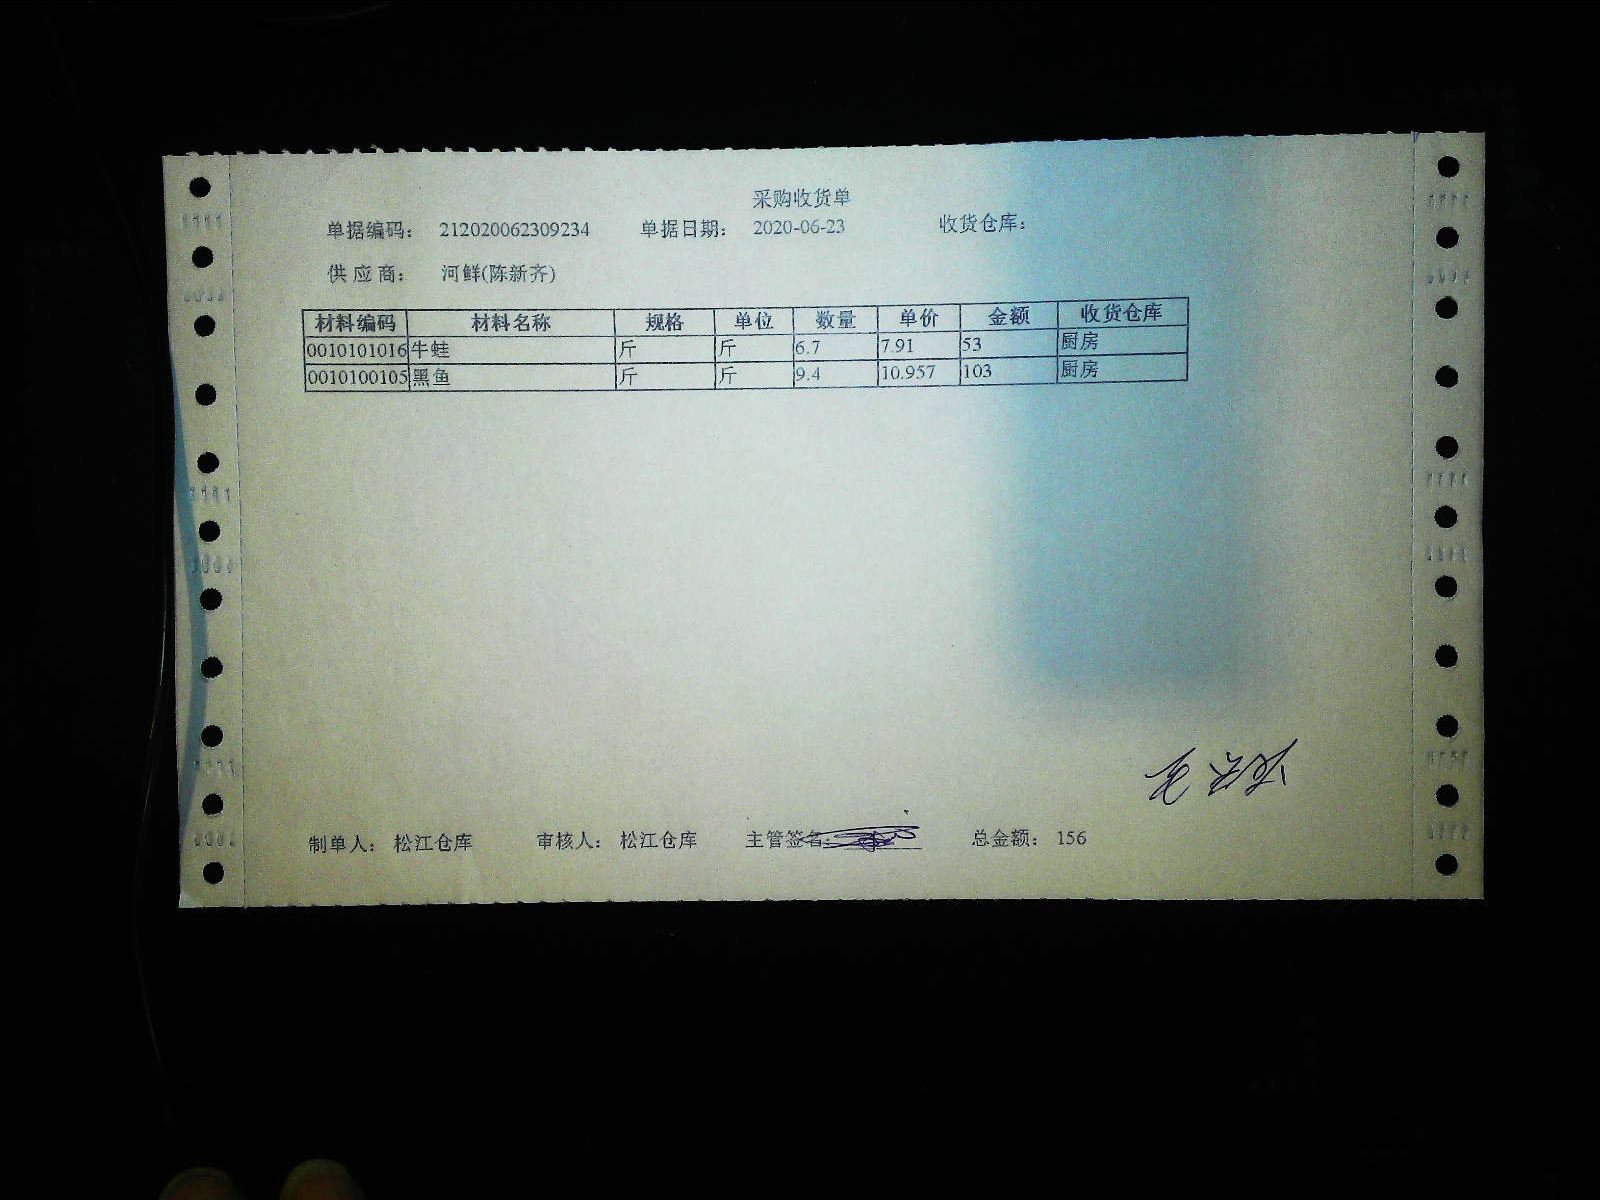 采购收货单
单据编码： 212020062309234 单据日期： 2020-06-23 收货仓库：
供应商： 河鲜(陈新齐)
材料编码 材料名称 规格 单位 数量 单价 金额 收货仓库
0010101016 牛蛙 斤 斤 6.7 7.91 53 厨房
0010100105 黑鱼 斤 斤 9.4 10.957 103 厨房
制单人： 松江仓库 审核人： 松江仓库 主管签名: 总金额： 156